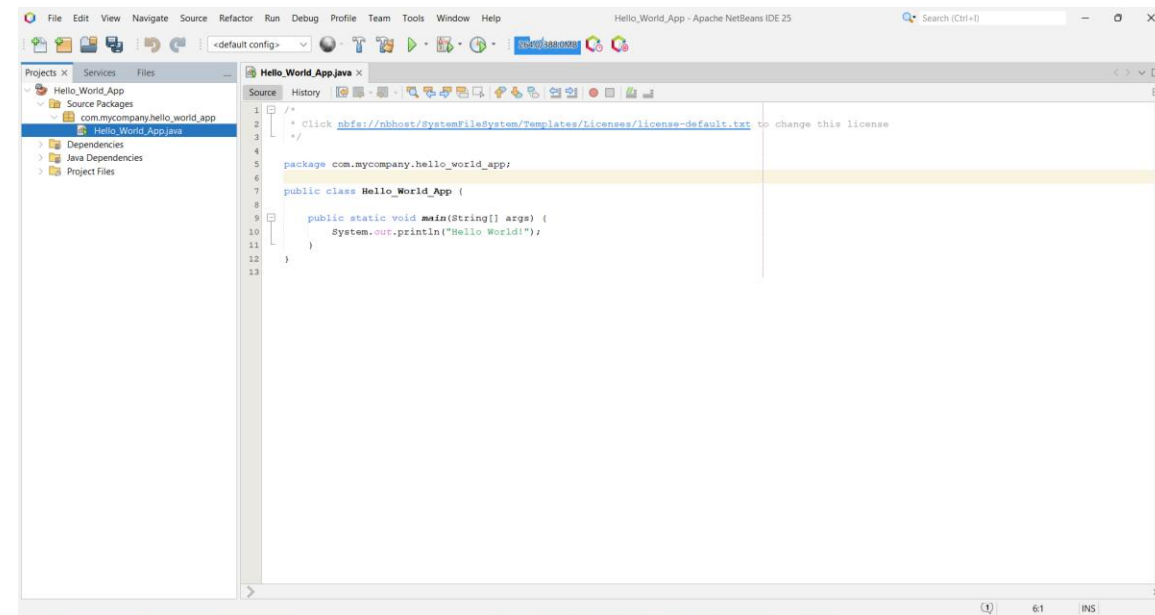 File Edit View Navigate Source Refactor Run Debug Profile Team Tools Window Help
Hello_World_App - Apache NetBeans IDE 25
Search (Ctrl+I)
<default config>
Projects Services Files
Hello_World_App
Source Packages
com.mycompany.hello_world_app
Hello_World_App.java
Dependencies
Java Dependencies
Project Files
Hello_World_App.java
Source History
1 /*
2 * Click nbfs://nbhost/SystemFileSystem/Templates/Licenses/license-default.txt to change this license
3 */
4
5 package com.mycompany.hello_world_app;
6
7 public class Hello_World_App {
8
9 public static void main(String[] args) {
10 System.out.println("Hello World!");
11 }
12 }
13
6:1 INS